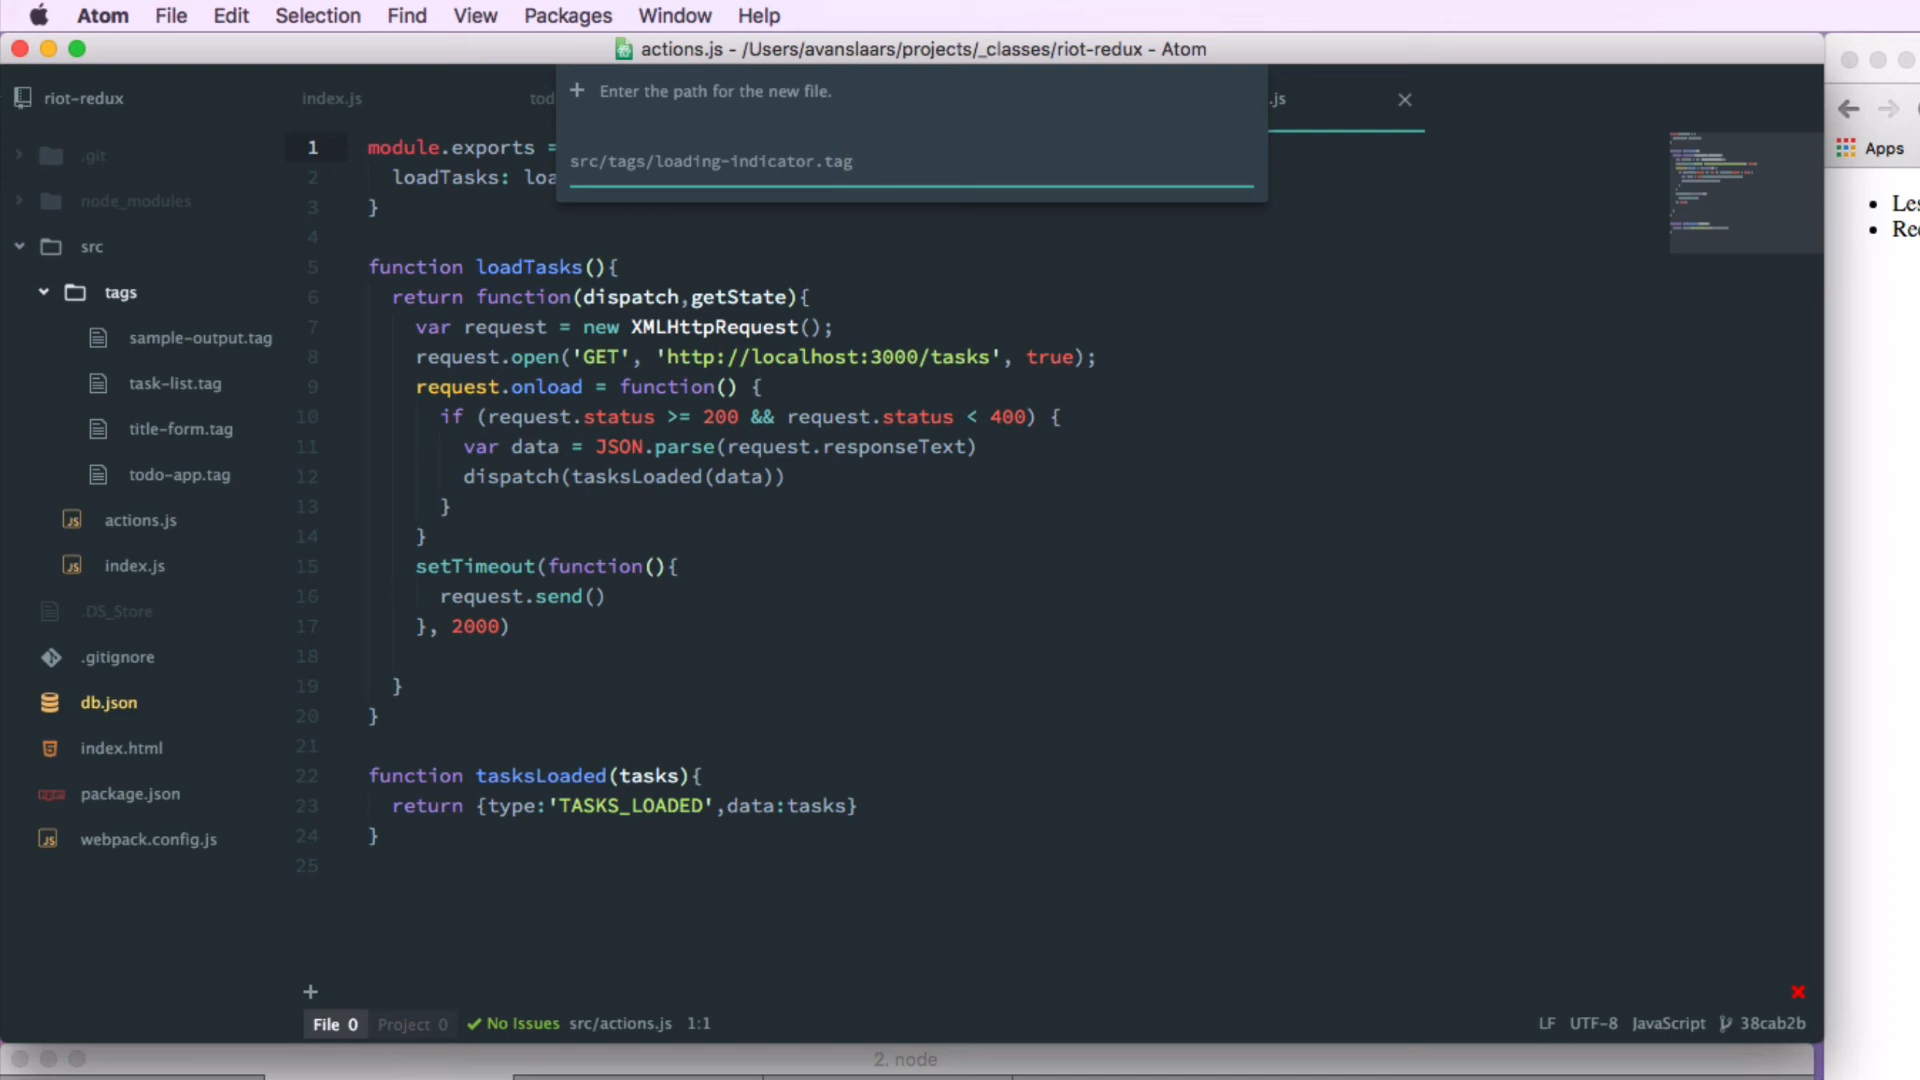 Atom File Edit Selection Find View Packages Window Help
actions.js - /Users/avanslaars/projects/_classes/riot-redux - Atom
riot-redux
index.js
tod
Enter the path for the new file.
.js
src/tags/loading-indicator.tag
.git
node_modules
src
tags
sample-output.tag
task-list.tag
title-form.tag
todo-app.tag
actions.js
index.js
.DS_Store
.gitignore
db.json
index.html
package.json
webpack.config.js
1 module.exports =
2 loadTasks: loa
3 }
4
5 function loadTasks(){
6 return function(dispatch,getState){
7 var request = new XMLHttpRequest();
8 request.open('GET', 'http://localhost:3000/tasks', true);
9 request.onload = function() {
10 if (request.status >= 200 && request.status < 400) {
11 var data = JSON.parse(request.responseText)
12 dispatch(tasksLoaded(data))
13 }
14 }
15 setTimeout(function(){
16 request.send()
17 }, 2000)
18
19 }
20 }
21
22 function tasksLoaded(tasks){
23 return {type:'TASKS_LOADED',data:tasks}
24 }
25
File 0 Project 0 No Issues src/actions.js 1:1
LF UTF-8 JavaScript 38cab2b
2. node
Apps
Les
Rec